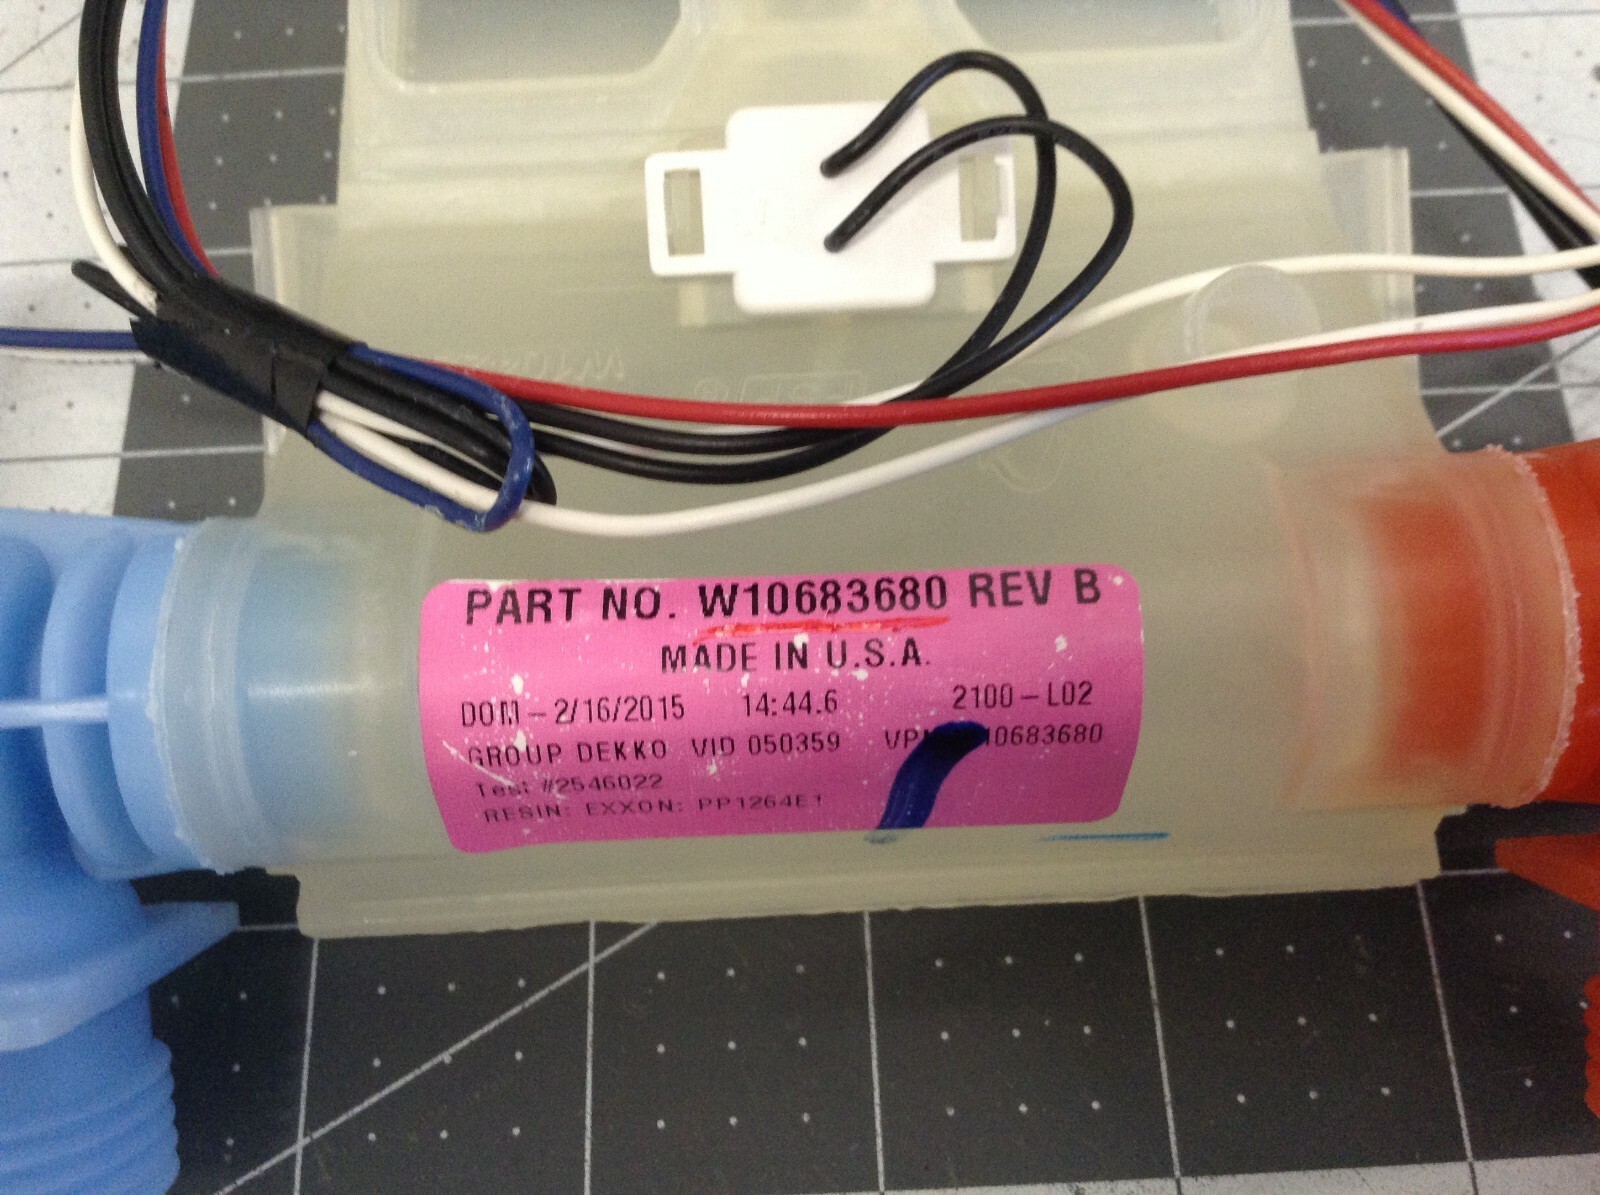 PART NO. W10683680 REV B
MADE IN U.S.A.
DOM - 2/16/2015 14:44.6 2100 - L02
GROUP DEKKO VID 050359 10683680
Test #2546022
RESIN: EXXON: PP1264E1